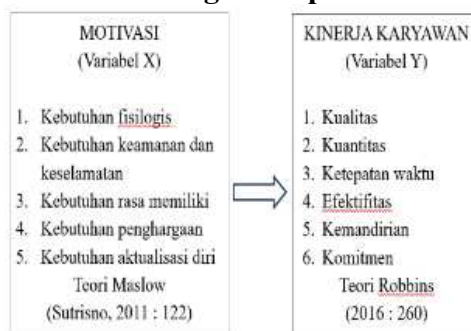 MOTIVASI
(Variabel X)
1. Kebutuhan fisilogis
2. Kebutuhan keamanan dan
keselamatan
3. Kebutuhan rasa memiliki
4. Kebutuhan penghargaan
5. Kebutuhan aktualisasi diri
Teori Maslow
(Sutrisno, 2011 : 122)
KINERJA KARYAWAN
(Variabel Y)
1. Kualitas
2. Kuantitas
3. Ketepatan waktu
4. Efektifitas
5. Kemandirian
6. Komitmen
Teori Robbins
(2016 : 260)